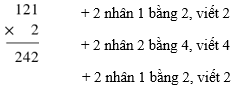 121 + 2 nhân 1 bằng 2, viết 2
× 2 + 2 nhân 2 bằng 4, viết 4
242
+ 2 nhân 1 bằng 2, viết 2